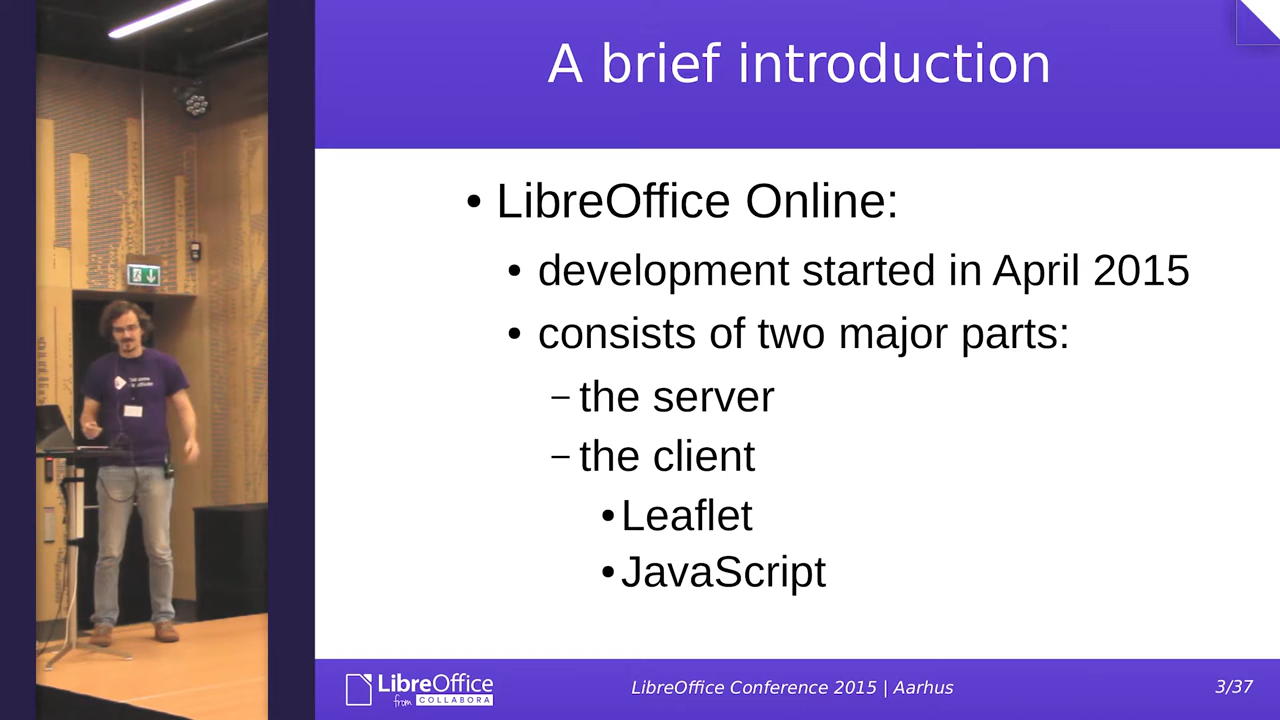 A brief introduction
• LibreOffice Online:
• development started in April 2015
• consists of two major parts:
– the server
– the client
• Leaflet
• JavaScript
LibreOffice
from COLLABORA
LibreOffice Conference 2015 | Aarhus
3/37